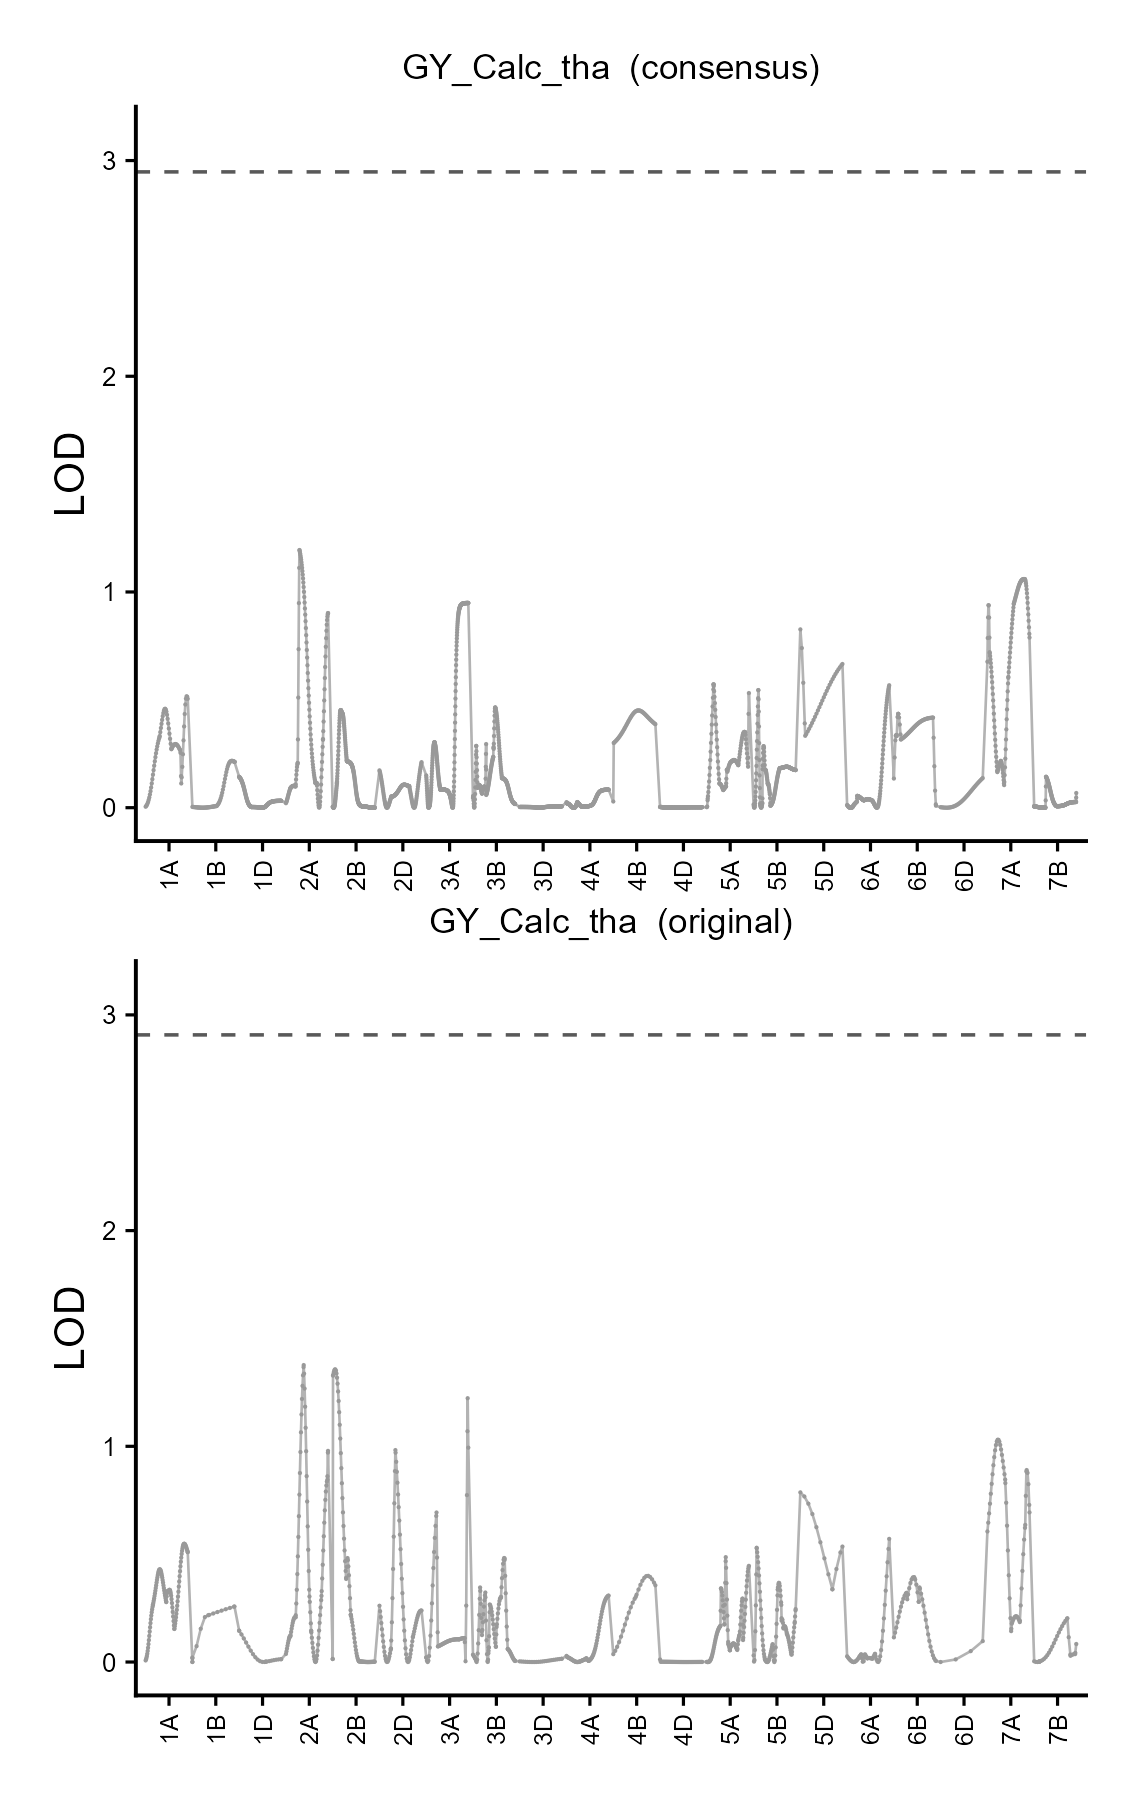 GY_Calc_tha (consensus)
3
2
1
0
LOD
1A 1B 1D 2A 2B 2D 3A 3B 3D 4A 4B 4D 5A 5B 5D 6A 6B 6D 7A 7B
GY_Calc_tha (original)
3
2
1
0
LOD
1A 1B 1D 2A 2B 2D 3A 3B 3D 4A 4B 4D 5A 5B 5D 6A 6B 6D 7A 7B